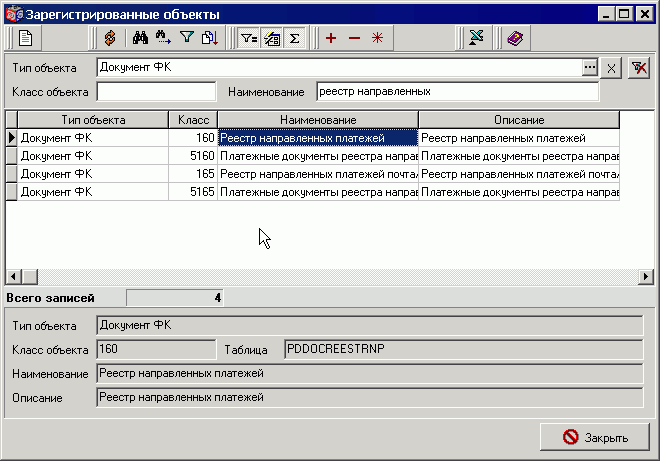 Зарегистрированные объекты
Тип объекта Документ ФК
Класс объекта Наименование реестр направленных
Тип объекта Класс Наименование Описание
Документ ФК 160 Реестр направленных платежей Реестр направленных платежей
Документ ФК 5160 Платежные документы реестра направ Платежные документы реестра направ
Документ ФК 165 Реестр направленных платежей почта Реестр направленных платежей почта
Документ ФК 5165 Платежные документы реестра направ Платежные документы реестра направ
Всего записей 4
Тип объекта Документ ФК
Класс объекта 160 Таблица PDDOCREESTRNP
Наименование Реестр направленных платежей
Описание Реестр направленных платежей
Закрыть